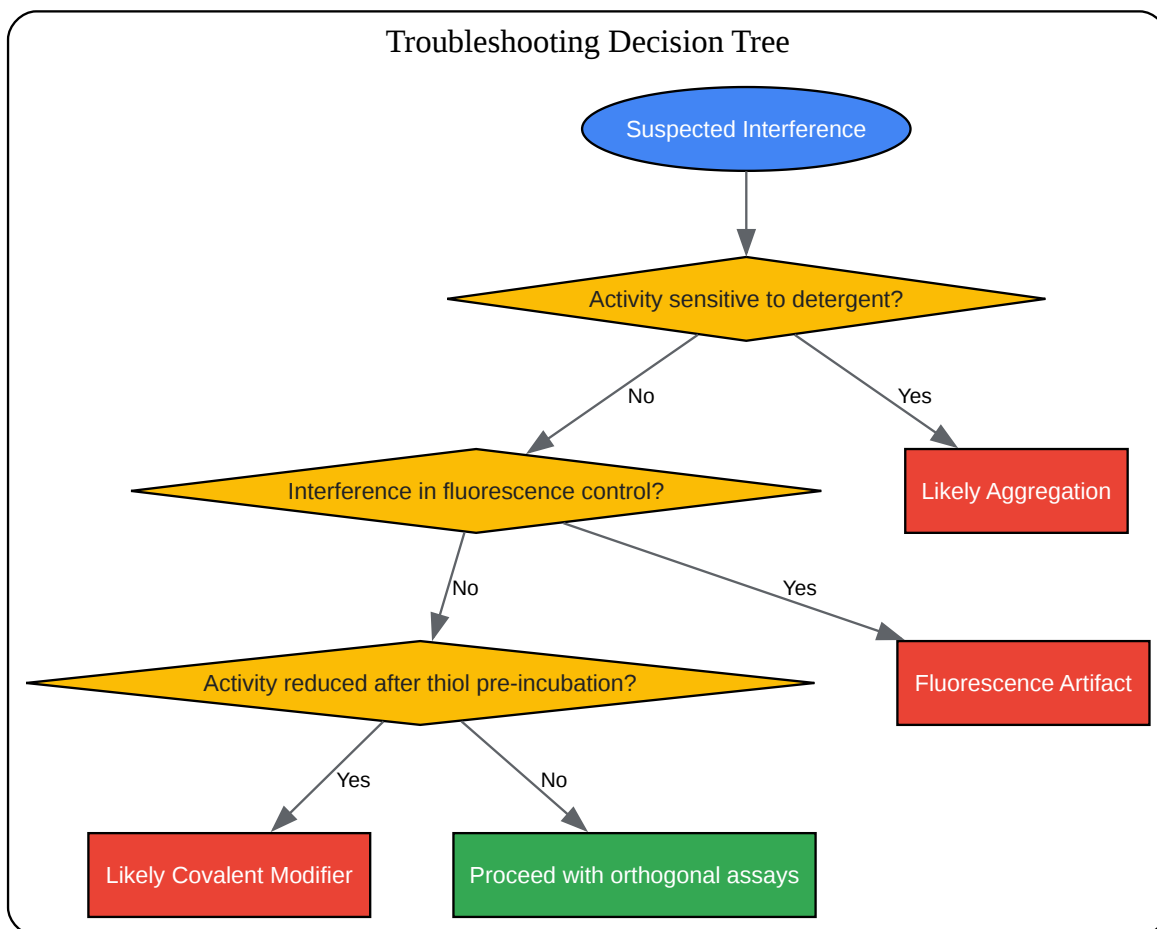 Troubleshooting Decision Tree
Suspected Interference
Activity sensitive to detergent?
No
Yes
Interference in fluorescence control?
Likely Aggregation
No
Yes
Activity reduced after thiol pre-incubation?
Fluorescence Artifact
Yes
No
Likely Covalent Modifier
Proceed with orthogonal assays